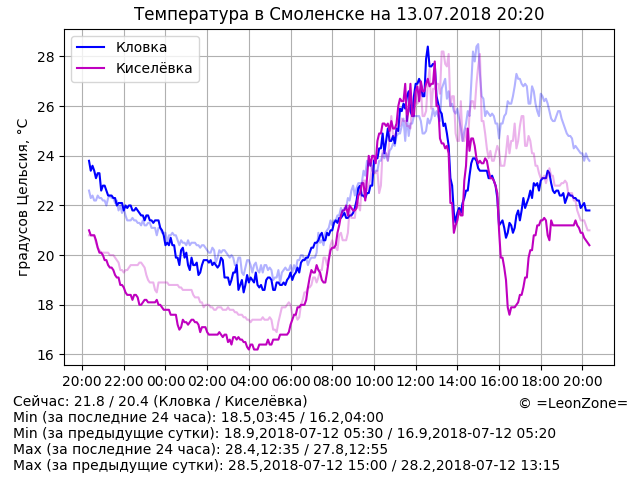 Температура в Смоленске на 13.07.2018 20:20
Кловка
Киселёвка
градусов Цельсия, °C
28
26
24
22
20
18
16
20:00 22:00 00:00 02:00 04:00 06:00 08:00 10:00 12:00 14:00 16:00 18:00 20:00
Сейчас: 21.8 / 20.4 (Кловка / Киселёвка)
© =LeonZone=
Min (за последние 24 часа): 18.5,03:45 / 16.2,04:00
Min (за предыдущие сутки): 18.9,2018-07-12 05:30 / 16.9,2018-07-12 05:20
Max (за последние 24 часа): 28.4,12:35 / 27.8,12:55
Max (за предыдущие сутки): 28.5,2018-07-12 15:00 / 28.2,2018-07-12 13:15